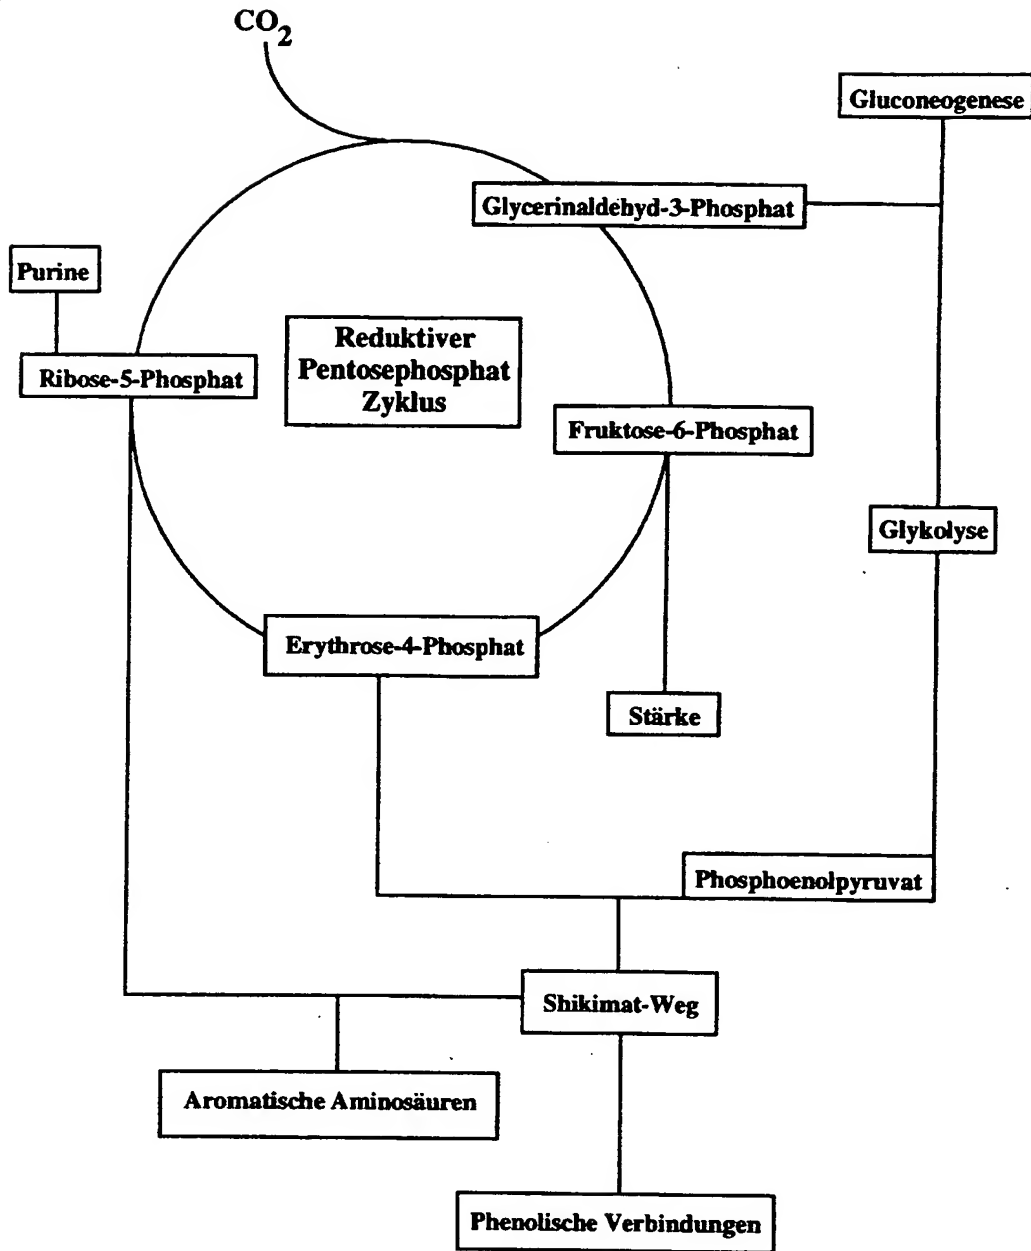 CO2
Gluconeogenese
Glycerinaldehyd-3-Phosphat
Purine
Reduktiver
Pentosephosphat
Zyklus
Ribose-5-Phosphat
Fruktose-6-Phosphat
Glykolyse
Erythrose-4-Phosphat
Stärke
Phosphoenolpyruvat
Shikimat-Weg
Aromatische Aminosäuren
Phenolische Verbindungen